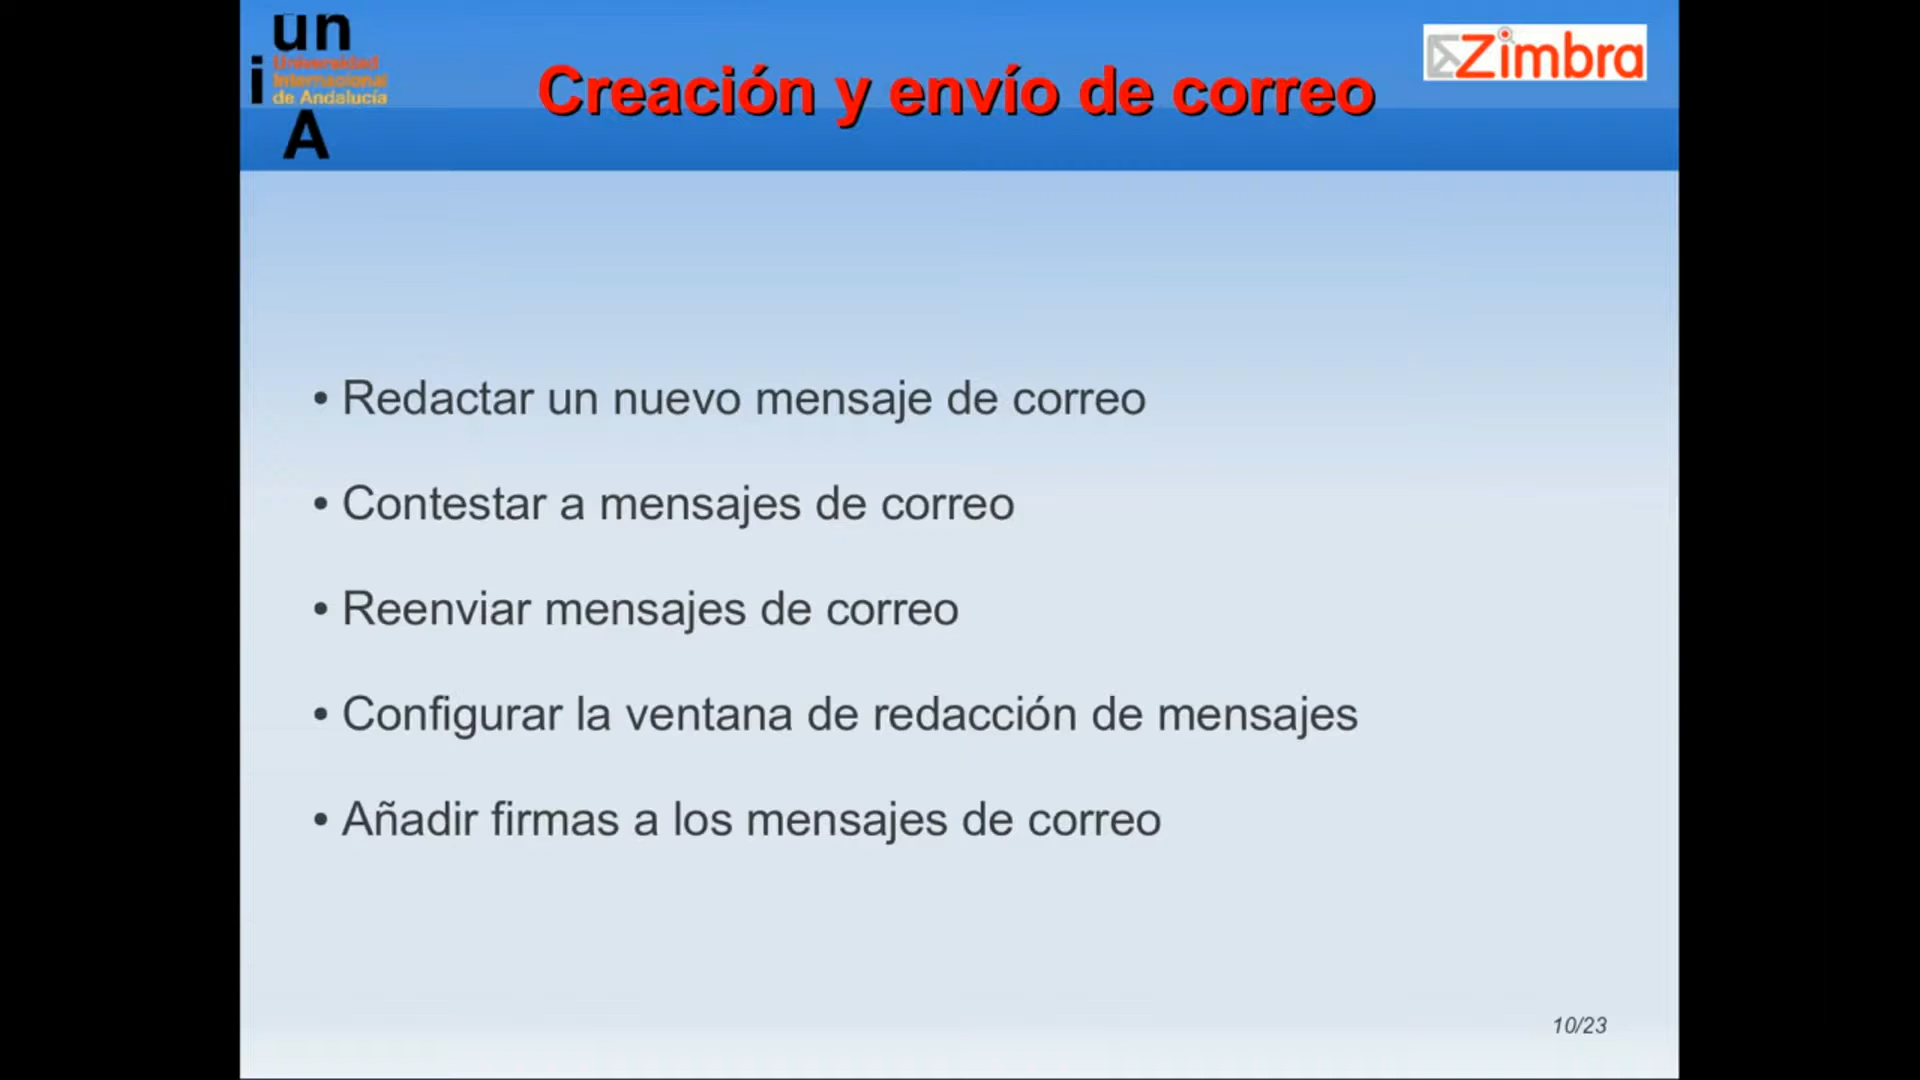 un
i Universidad
Internacional
de Andalucía
A
Zimbra
Creación y envío de correo
• Redactar un nuevo mensaje de correo
• Contestar a mensajes de correo
• Reenviar mensajes de correo
• Configurar la ventana de redacción de mensajes
• Añadir firmas a los mensajes de correo
10/23